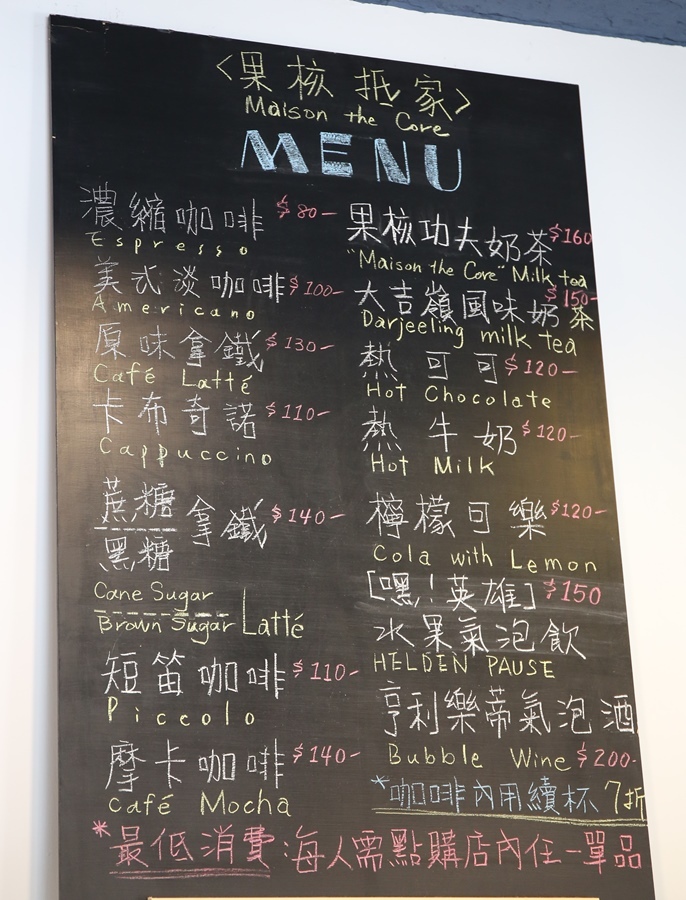 <果核抵家>
Maison the Core
MENU
濃縮咖啡 $80-
Espresso
美式淡咖啡 $100-
Americano
原味拿鐵 $130-
Café Latté
卡布奇諾 $110-
Cappuccino
蔗糖
黑糖
拿鐵 $140-
Cane Sugar
Brown Sugar
Latté
短笛咖啡 $110-
Piccolo
摩卡咖啡 $140-
Café Mocha
果核功夫奶茶 $160
"Maison the Core" Milk tea
大吉嶺風味奶茶 $150-
Darjeeling milk tea
熱可可 $120-
Hot Chocolate
熱牛奶 $120-
Hot Milk
檸檬可樂 $120-
Cola with Lemon
[嘿!英雄] $150
水果氣泡飲
HELDEN PAUSE
亨利樂蒂氣泡酒
Bubble Wine $200-
*咖啡內用續杯 7折
*最低消費:每人需點購店內任一單品